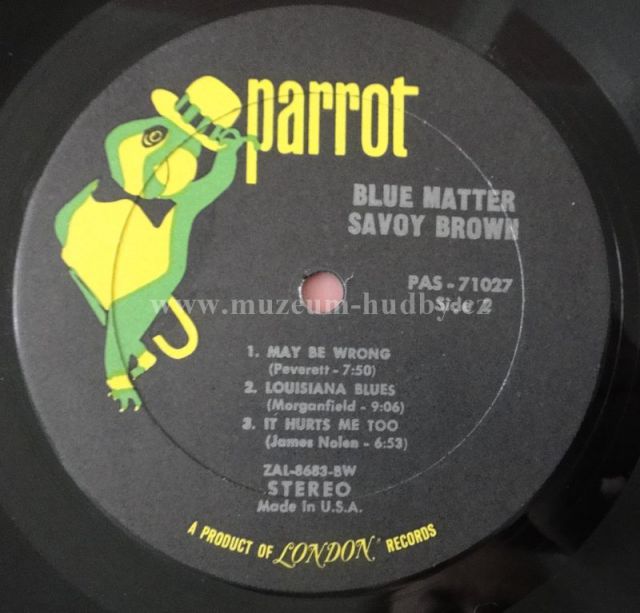 parrot
BLUE MATTER
SAVOY BROWN
PAS - 71027
www.muzeum-hudby.cz
Side 2
1. MAY BE WRONG
(Peverett - 7:50)
2. LOUISIANA BLUES
(Morganfield - 9:06)
3. IT HURTS ME TOO
(James Nolen - 6:53)
ZAL-8683-BW
STEREO
Made In U.S.A.
A PRODUCT OF LONDON RECORDS